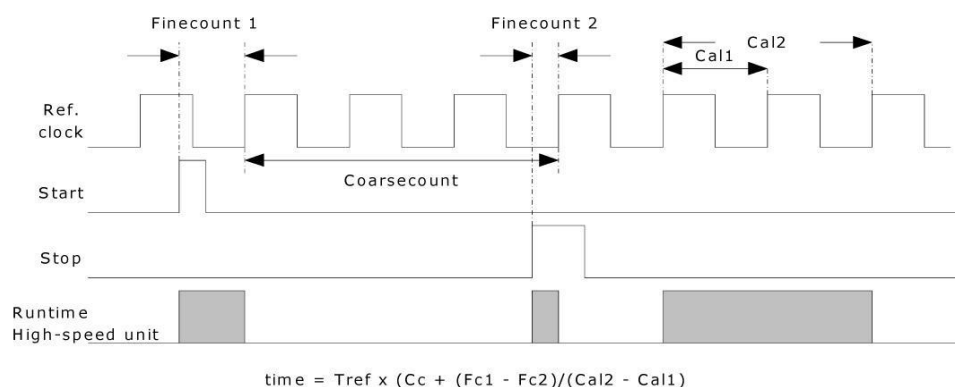 Finecount 1
Finecount 2
Cal2
Cal1
Ref.
clock
Coarsecount
Start
Stop
Runtime
High-speed unit
time = Tref x (Cc + (Fc1 - Fc2)/(Cal2 - Cal1)